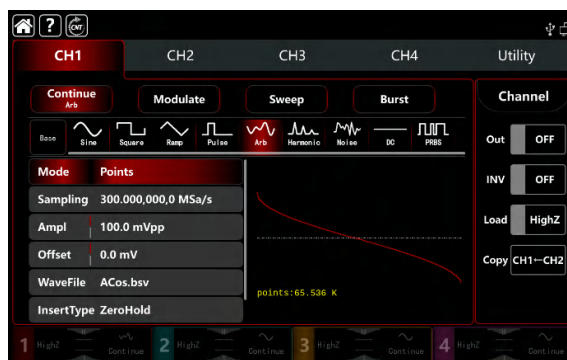 ? CNT
CH1 CH2 CH3 CH4 Utility
Continue Arb Modulate Sweep Burst Channel
Base Sine Square Ramp Pulse Arb Harmonic Noise DC PRBS
Out OFF
Mode Points
INV OFF
Sampling 300.000,000,0 MSa/s
Load HighZ
Ampl 100.0 mVpp
Offset 0.0 mV
Copy CH1←CH2
WaveFile ACos.bsv
points:65.536 K
InsertType ZeroHold
1 HighZ Continue 2 HighZ Continue 3 HighZ Continue 4 HighZ Continue